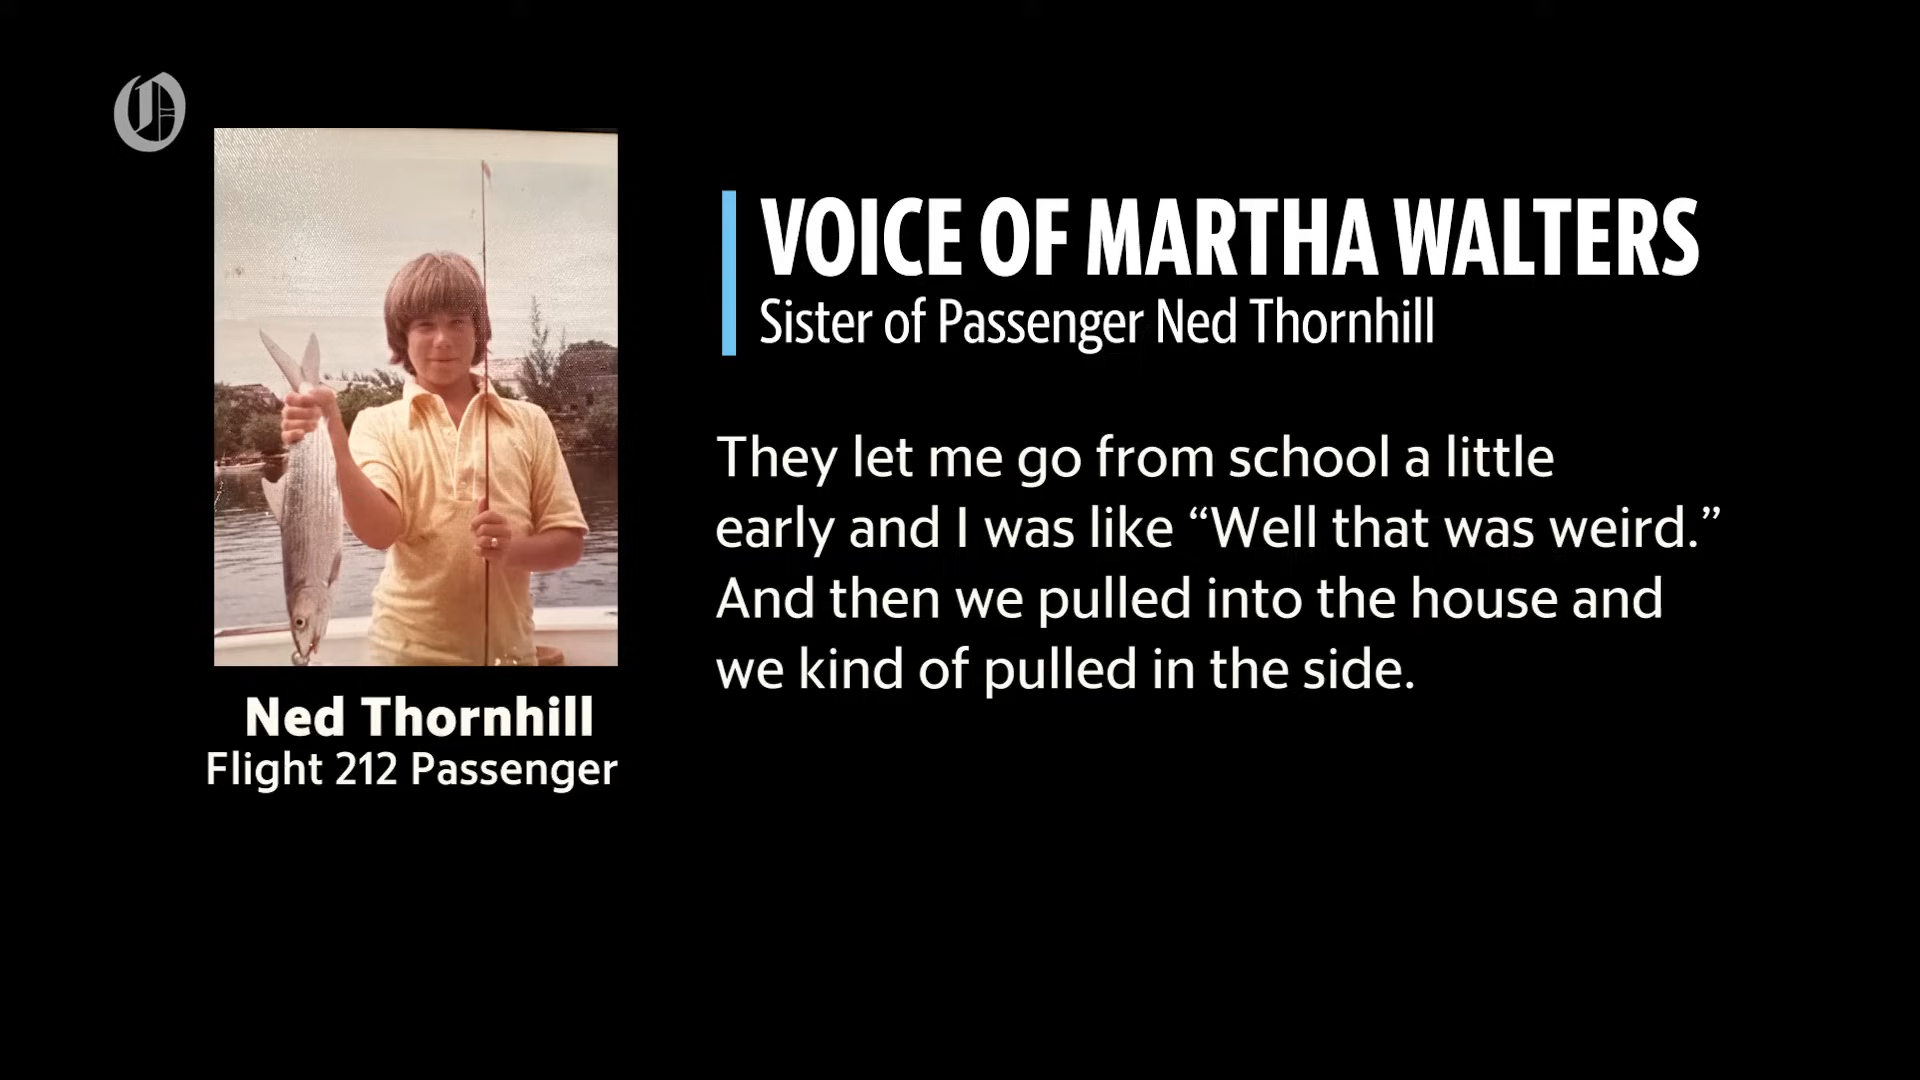 O
VOICE OF MARTHA WALTERS
Sister of Passenger Ned Thornhill
They let me go from school a little
early and I was like “Well that was weird.”
And then we pulled into the house and
we kind of pulled in the side.
Ned Thornhill
Flight 212 Passenger